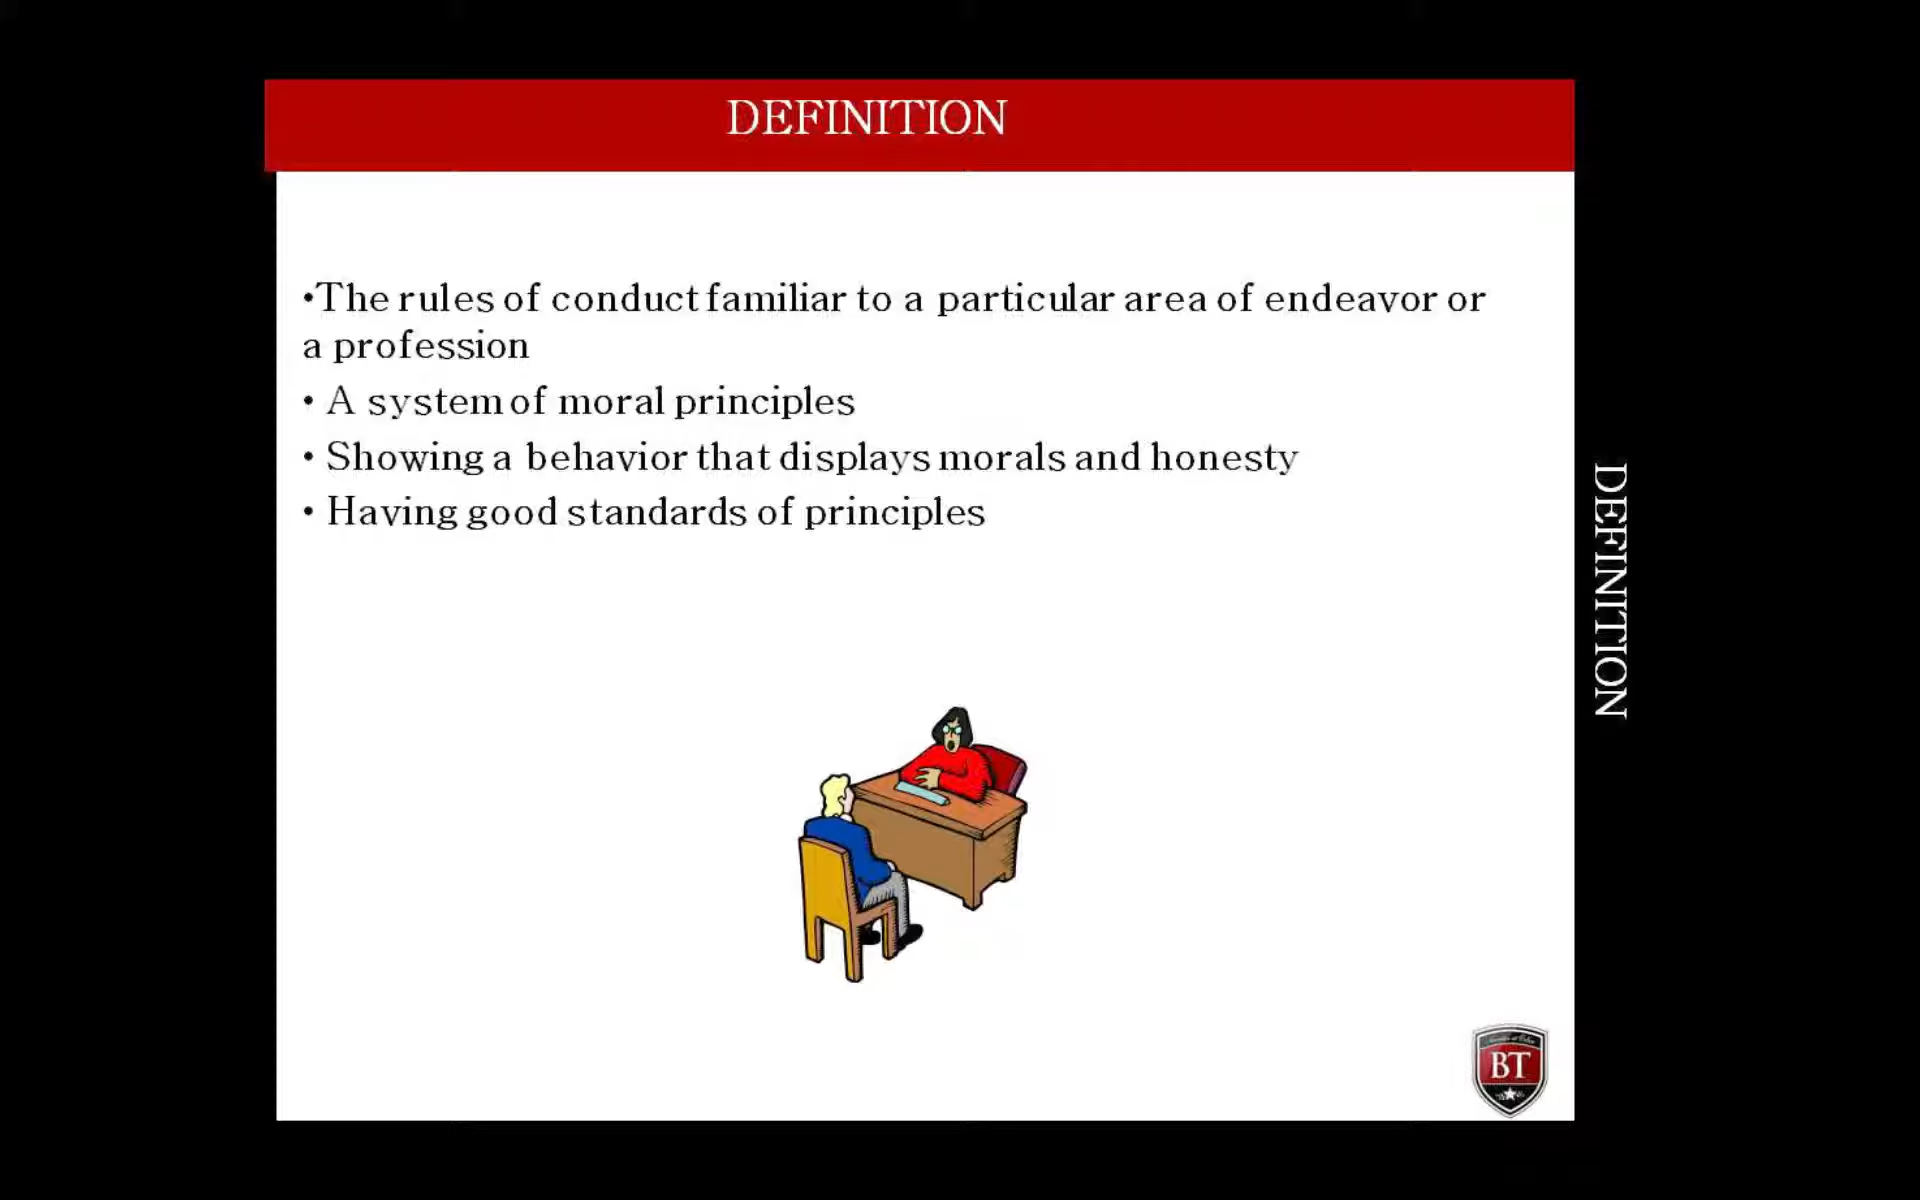 DEFINITION
•The rules of conduct familiar to a particular area of endeavor or
a profession
• A system of moral principles
• Showing a behavior that displays morals and honesty
• Having good standards of principles
DEFINITION
BT